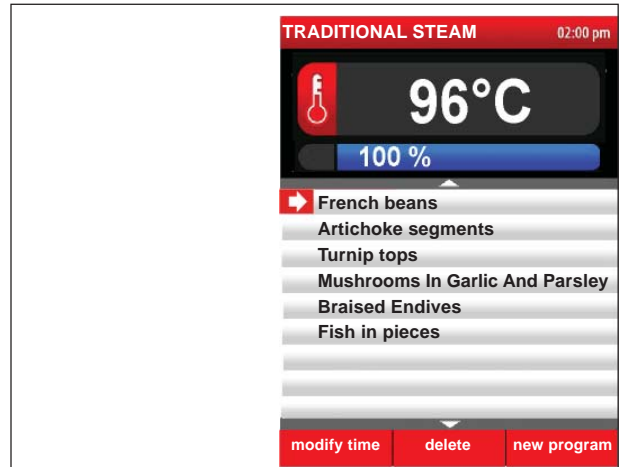 TRADITIONAL STEAM 02:00 pm
96°C
100 %
French beans
Artichoke segments
Turnip tops
Mushrooms In Garlic And Parsley
Braised Endives
Fish in pieces
modify time delete new program